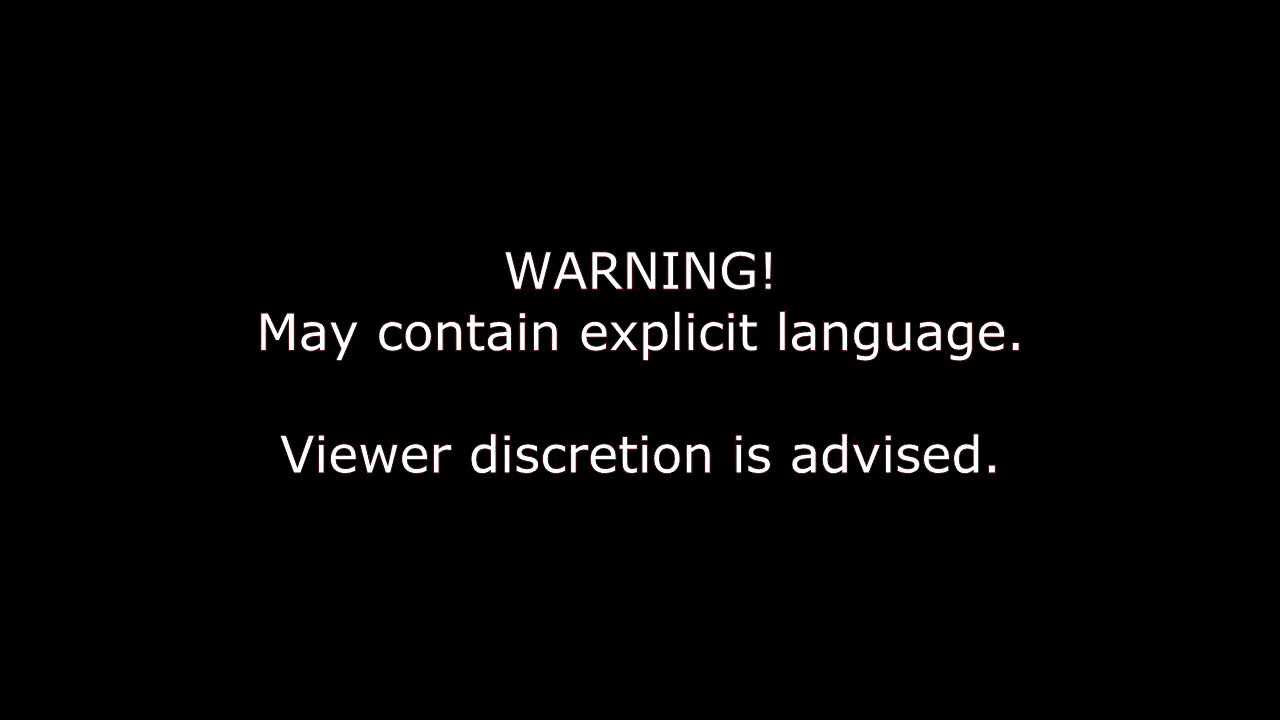 WARNING!
May contain explicit language.
Viewer discretion is advised.